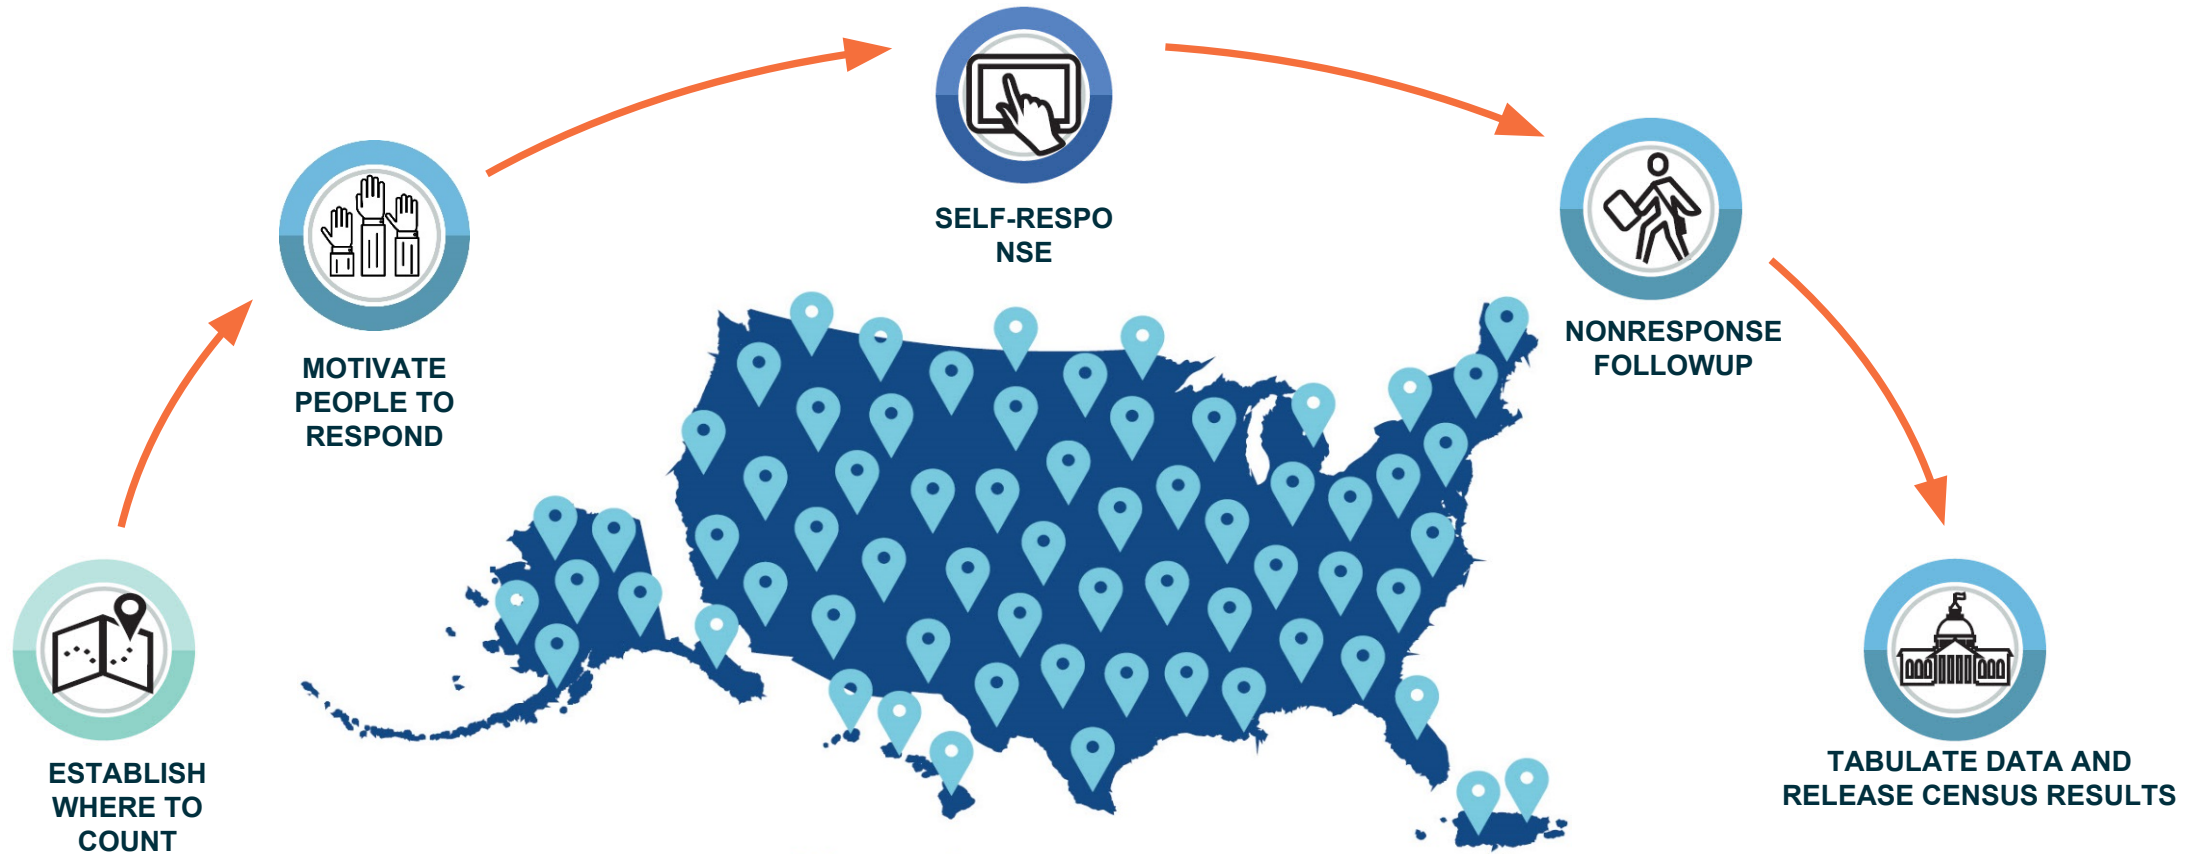 ESTABLISH
WHERE TO
COUNT
MOTIVATE
PEOPLE TO
RESPOND
SELF-RESPO
NSE
NONRESPONSE
FOLLOWUP
TABULATE DATA AND
RELEASE CENSUS RESULTS